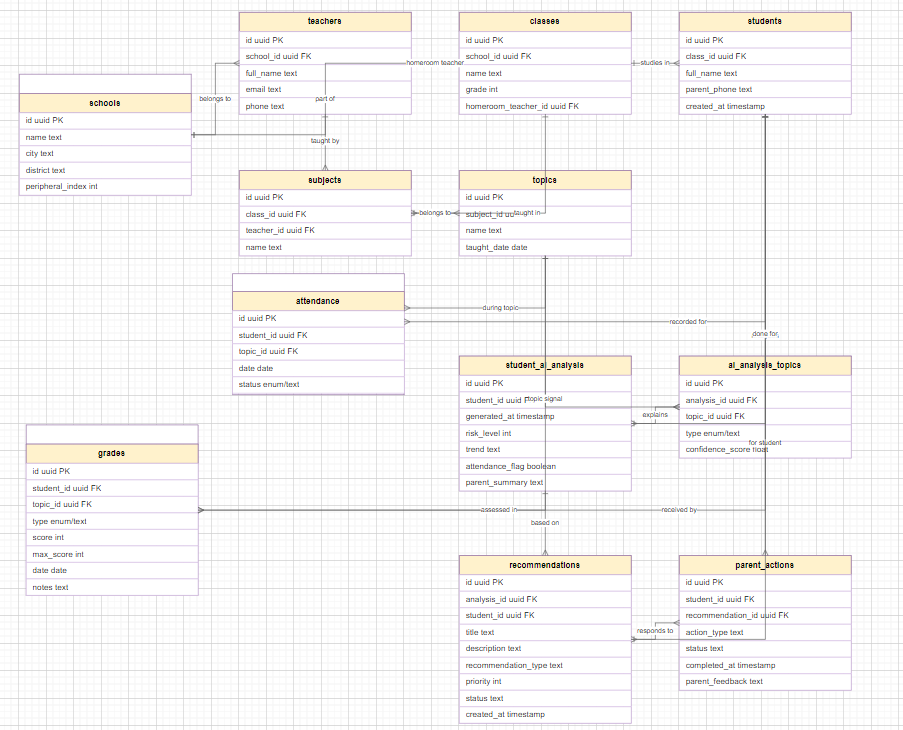 teachers
id uuid PK
school_id uuid FK
full_name text
email text
phone text
classes
id uuid PK
school_id uuid FK
name text
grade int
homeroom_teacher_id uuid FK
students
id uuid PK
class_id uuid FK
full_name text
parent_phone text
created_at timestamp
homeroom teacher
studies in
belongs to
part of
taught by
schools
id uuid PK
name text
city text
district text
peripheral_index int
subjects
id uuid PK
class_id uuid FK
teacher_id uuid FK
name text
belongs to
taught in
topics
id uuid PK
subject_id
name text
taught_date date
attendance
id uuid PK
student_id uuid FK
topic_id uuid FK
date date
status enum/text
during topic
recorded for
done for
student_ai_analysis
id uuid PK
student_id uuid
generated_at timestamp
risk_level int
trend text
attendance_flag boolean
parent_summary text
topic signal
explains
ai_analysis_topics
id uuid PK
analysis_id uuid FK
topic_id uuid FK
type enum/text
confidence_score float
for student
grades
id uuid PK
student_id uuid FK
topic_id uuid FK
type enum/text
score int
max_score int
date date
notes text
assessed in
received by
based on
recommendations
id uuid PK
analysis_id uuid FK
student_id uuid FK
title text
description text
recommendation_type text
priority int
status text
created_at timestamp
responds to
parent_actions
id uuid PK
student_id uuid FK
recommendation_id uuid FK
action_type text
status text
completed_at timestamp
parent_feedback text